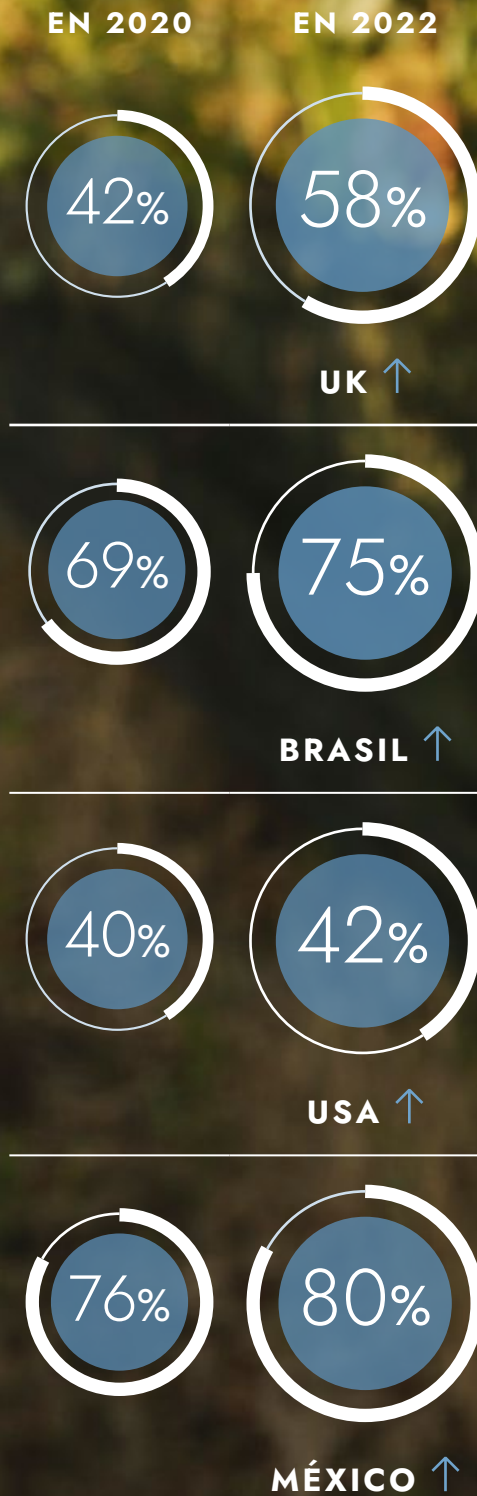 EN 2020 EN 2022
42% 58%
UK ↑
69% 75%
BRASIL ↑
40% 42%
USA ↑
76% 80%
MÉXICO ↑